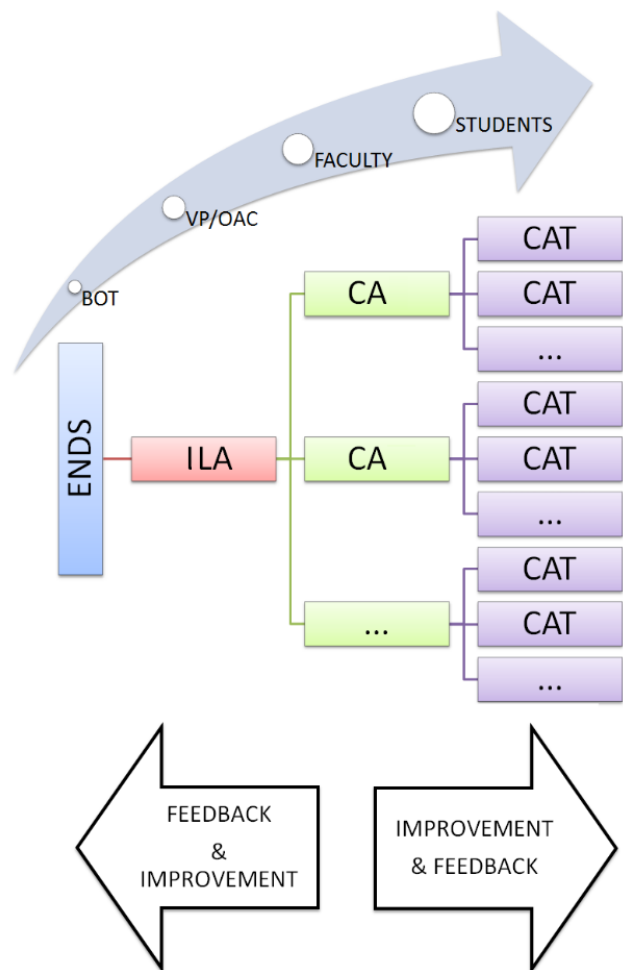 STUDENTS
FACULTY
VP/OAC
BOT
CAT
CA
CAT
...
ENDS
ILA
CA
CAT
CAT
...
...
CAT
CAT
...
FEEDBACK
&
IMPROVEMENT
IMPROVEMENT
& FEEDBACK